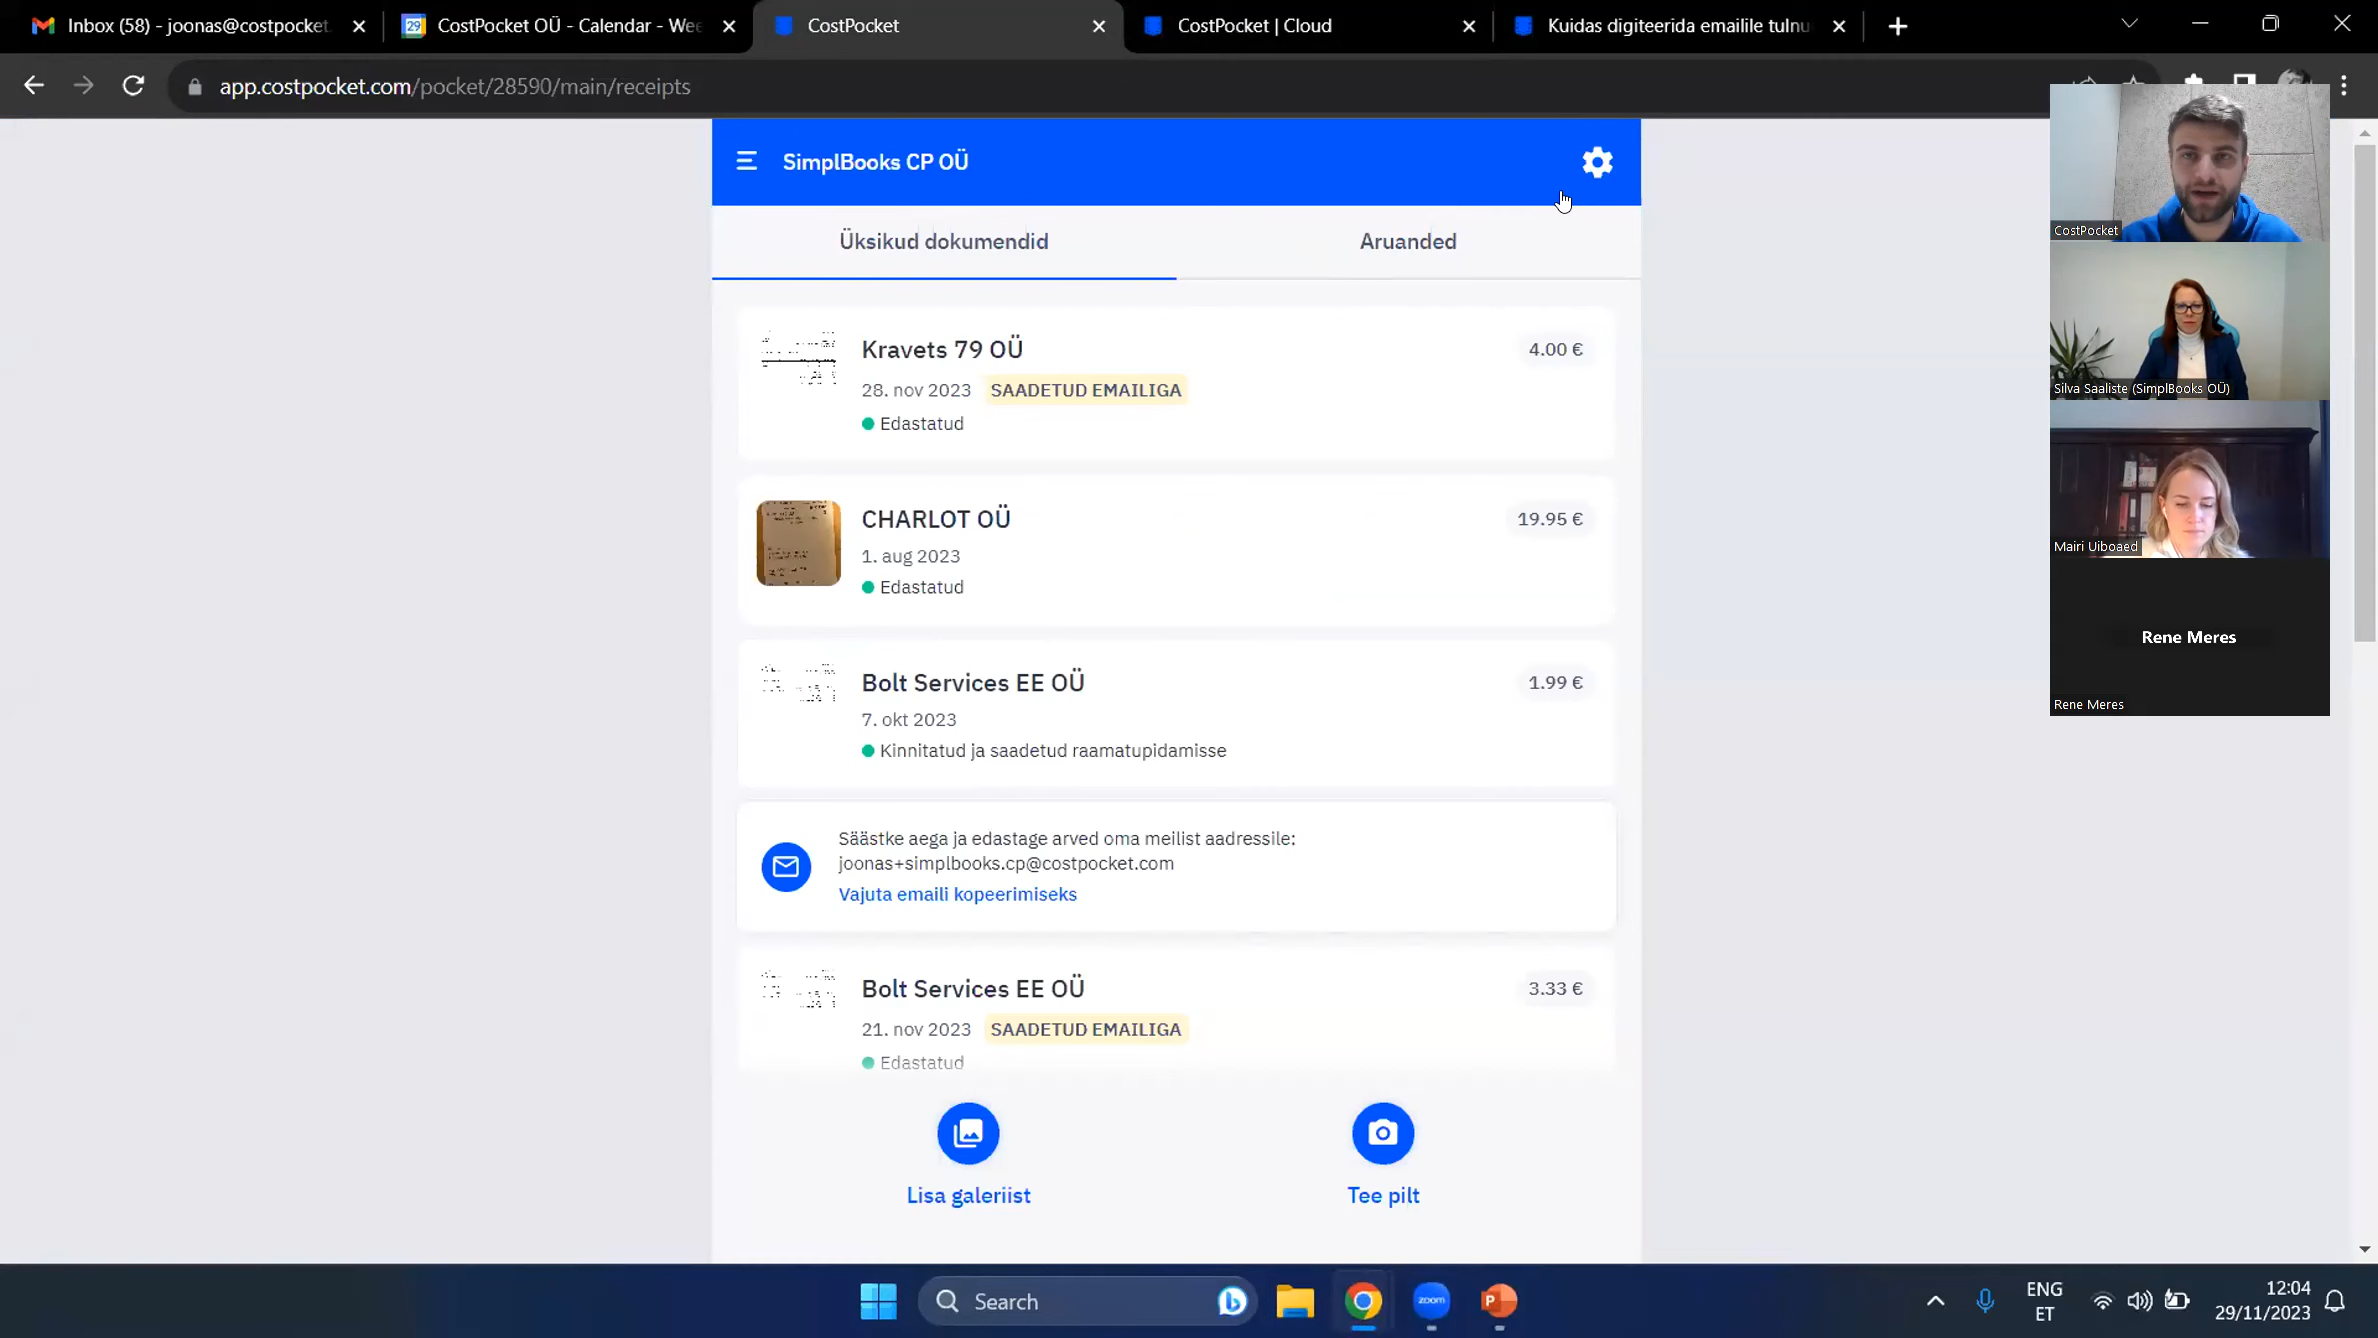 Inbox (58) - joonas@costpocket.
CostPocket OÜ - Calendar - Wee
CostPocket
CostPocket | Cloud
Kuidas digiteerida emailile tulnu
app.costpocket.com/pocket/28590/main/receipts
SimplBooks CP OÜ
Üksikud dokumendid
Aruanded
Kravets 79 OÜ
4.00 €
28. nov 2023 SAADETUD EMAILIGA
Edastatud
CHARLOT OÜ
19.95 €
1. aug 2023
Edastatud
Bolt Services EE OÜ
1.99 €
7. okt 2023
Kinnitatud ja saadetud raamatupidamisse
Säästke aega ja edastage arved oma meilist aadressile:
joonas+simplbooks.cp@costpocket.com
Vajuta emaili kopeerimiseks
Bolt Services EE OÜ
3.33 €
21. nov 2023 SAADETUD EMAILIGA
Edastatud
Lisa galeriist
Tee pilt
CostPocket
Silva Saaliste (SimplBooks OÜ)
Mairi Uiboaed
Rene Meres
Rene Meres
Search
zoom
ENG
ET
12:04
29/11/2023